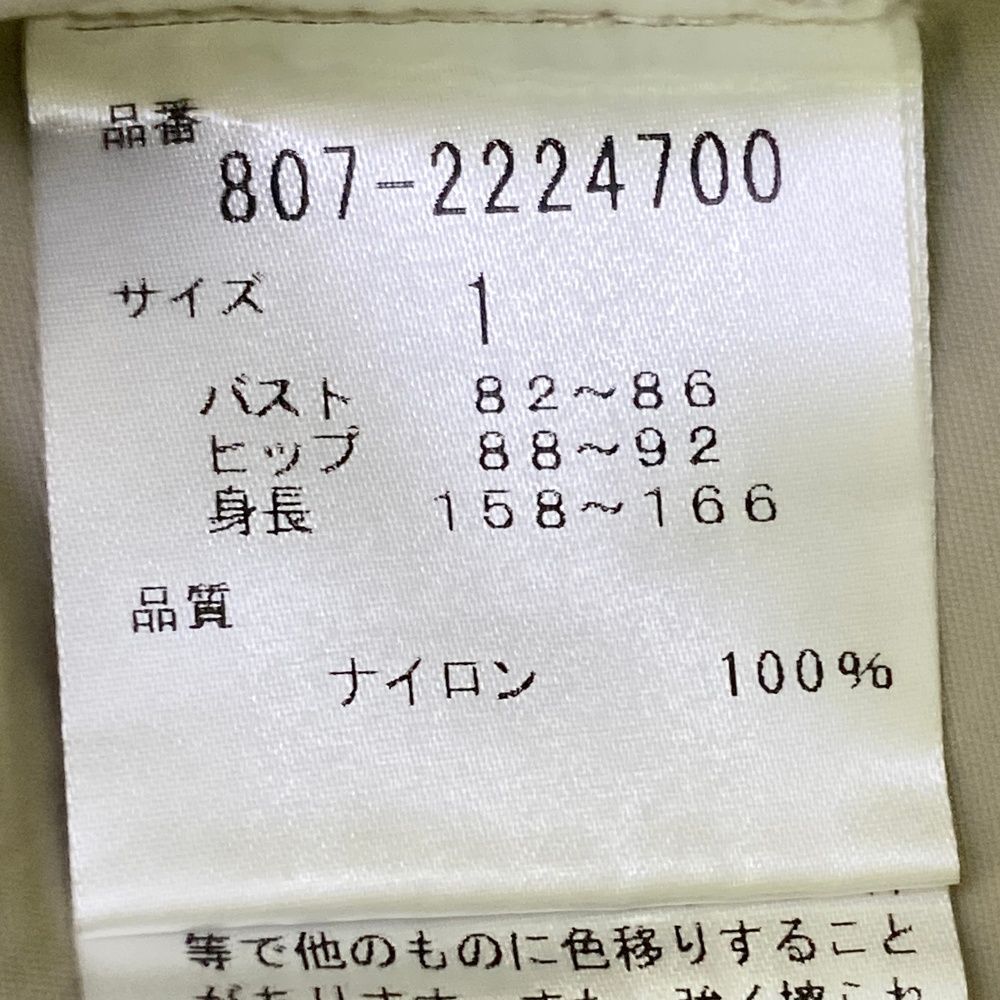 品番
807-2224700
サイズ 1
バスト 82~86
ヒップ 88~92
身長 158~166
品質
ナイロン 100%
等で他のものに色移りすること